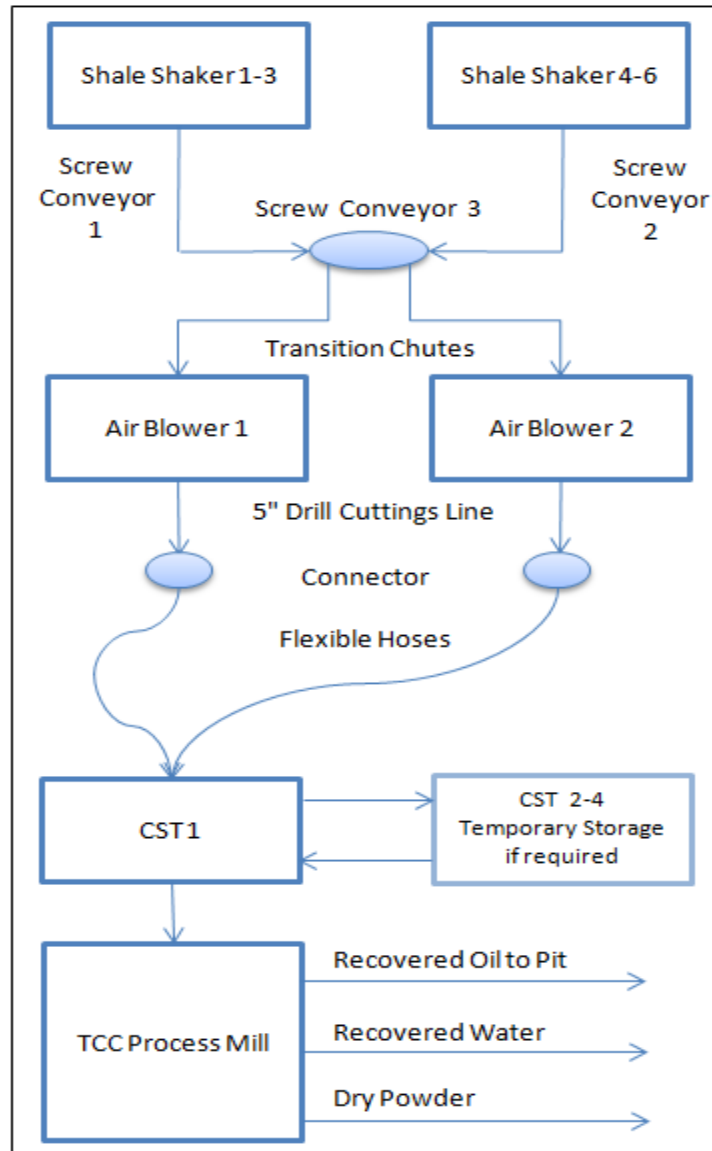 Shale Shaker 1-3
Shale Shaker 4-6
Screw
Conveyor
1
Screw
Conveyor
2
Screw Conveyor 3
Transition Chutes
Air Blower 1
Air Blower 2
5" Drill Cuttings Line
Connector
Flexible Hoses
CST 1
CST 2-4
Temporary Storage
if required
TCC Process Mill
Recovered Oil to Pit
Recovered Water
Dry Powder